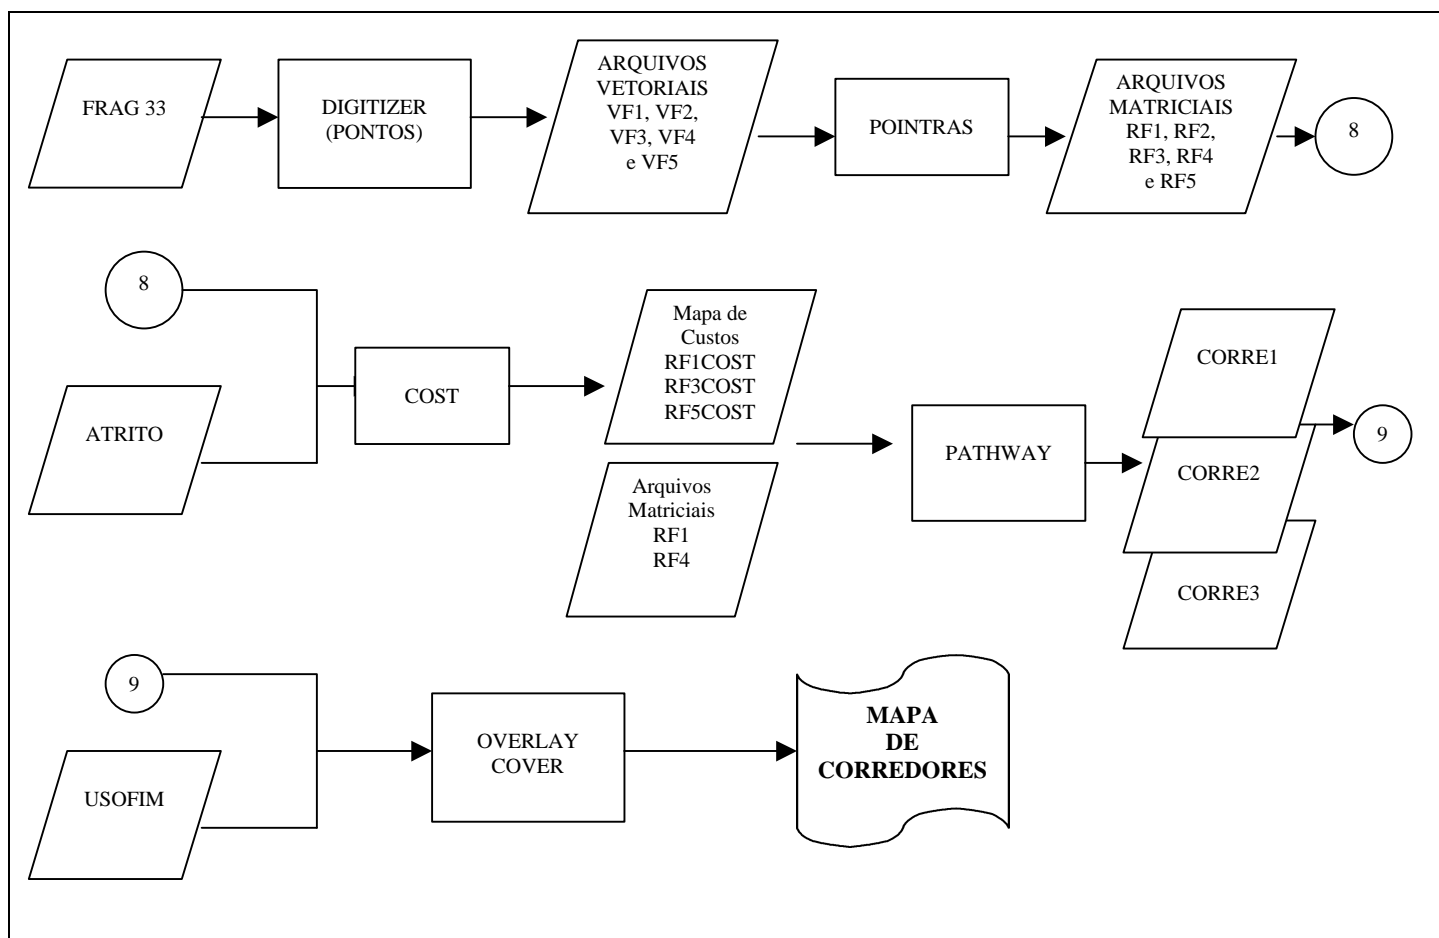 FRAG 33
DIGITIZER
(PONTOS)
ARQUIVOS
VETORIAIS
VF1, VF2,
VF3, VF4
e VF5
POINTRAS
ARQUIVOS
MATRICIAIS
RF1, RF2,
RF3, RF4
e RF5
8
8
ATRITO
COST
Mapa de
Custos
RF1COST
RF3COST
RF5COST
Arquivos
Matriciais
RF1
RF4
PATHWAY
CORRE1
CORRE2
CORRE3
9
9
USOFIM
OVERLAY
COVER
MAPA
DE
CORREDORES